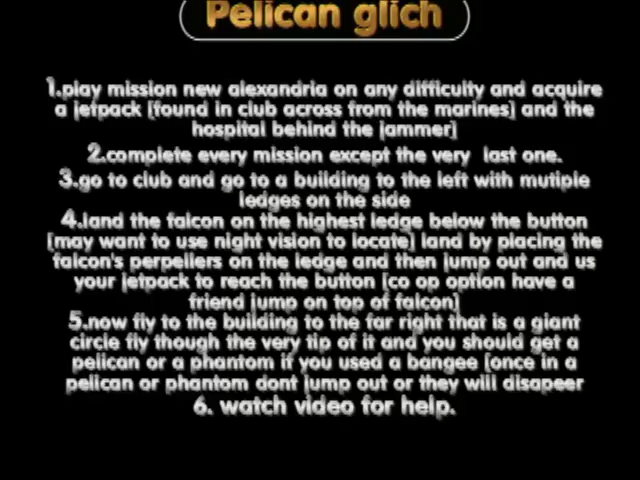 Pelican glich
1.play mission new alexandria on any difficulty and acquire
a jetpack [found in club across from the marines] and the
hospital behind the jammer]
2.complete every mission except the very last one.
3.go to club and go to a building to the left with mutiple
ledges on the side
4.land the falcon on the highest ledge below the button
[may want to use night vision to locate] land by placing the
falcon's perpellers on the ledge and then jump out and us
your jetpack to reach the button [co op option have a
friend jump on top of falcon]
5.now fly to the building to the far right that is a giant
circle fly though the very tip of it and you should get a
pelican or a phantom if you used a bangee [once in a
pelican or phantom dont jump out or they will disapeer
6. watch video for help.